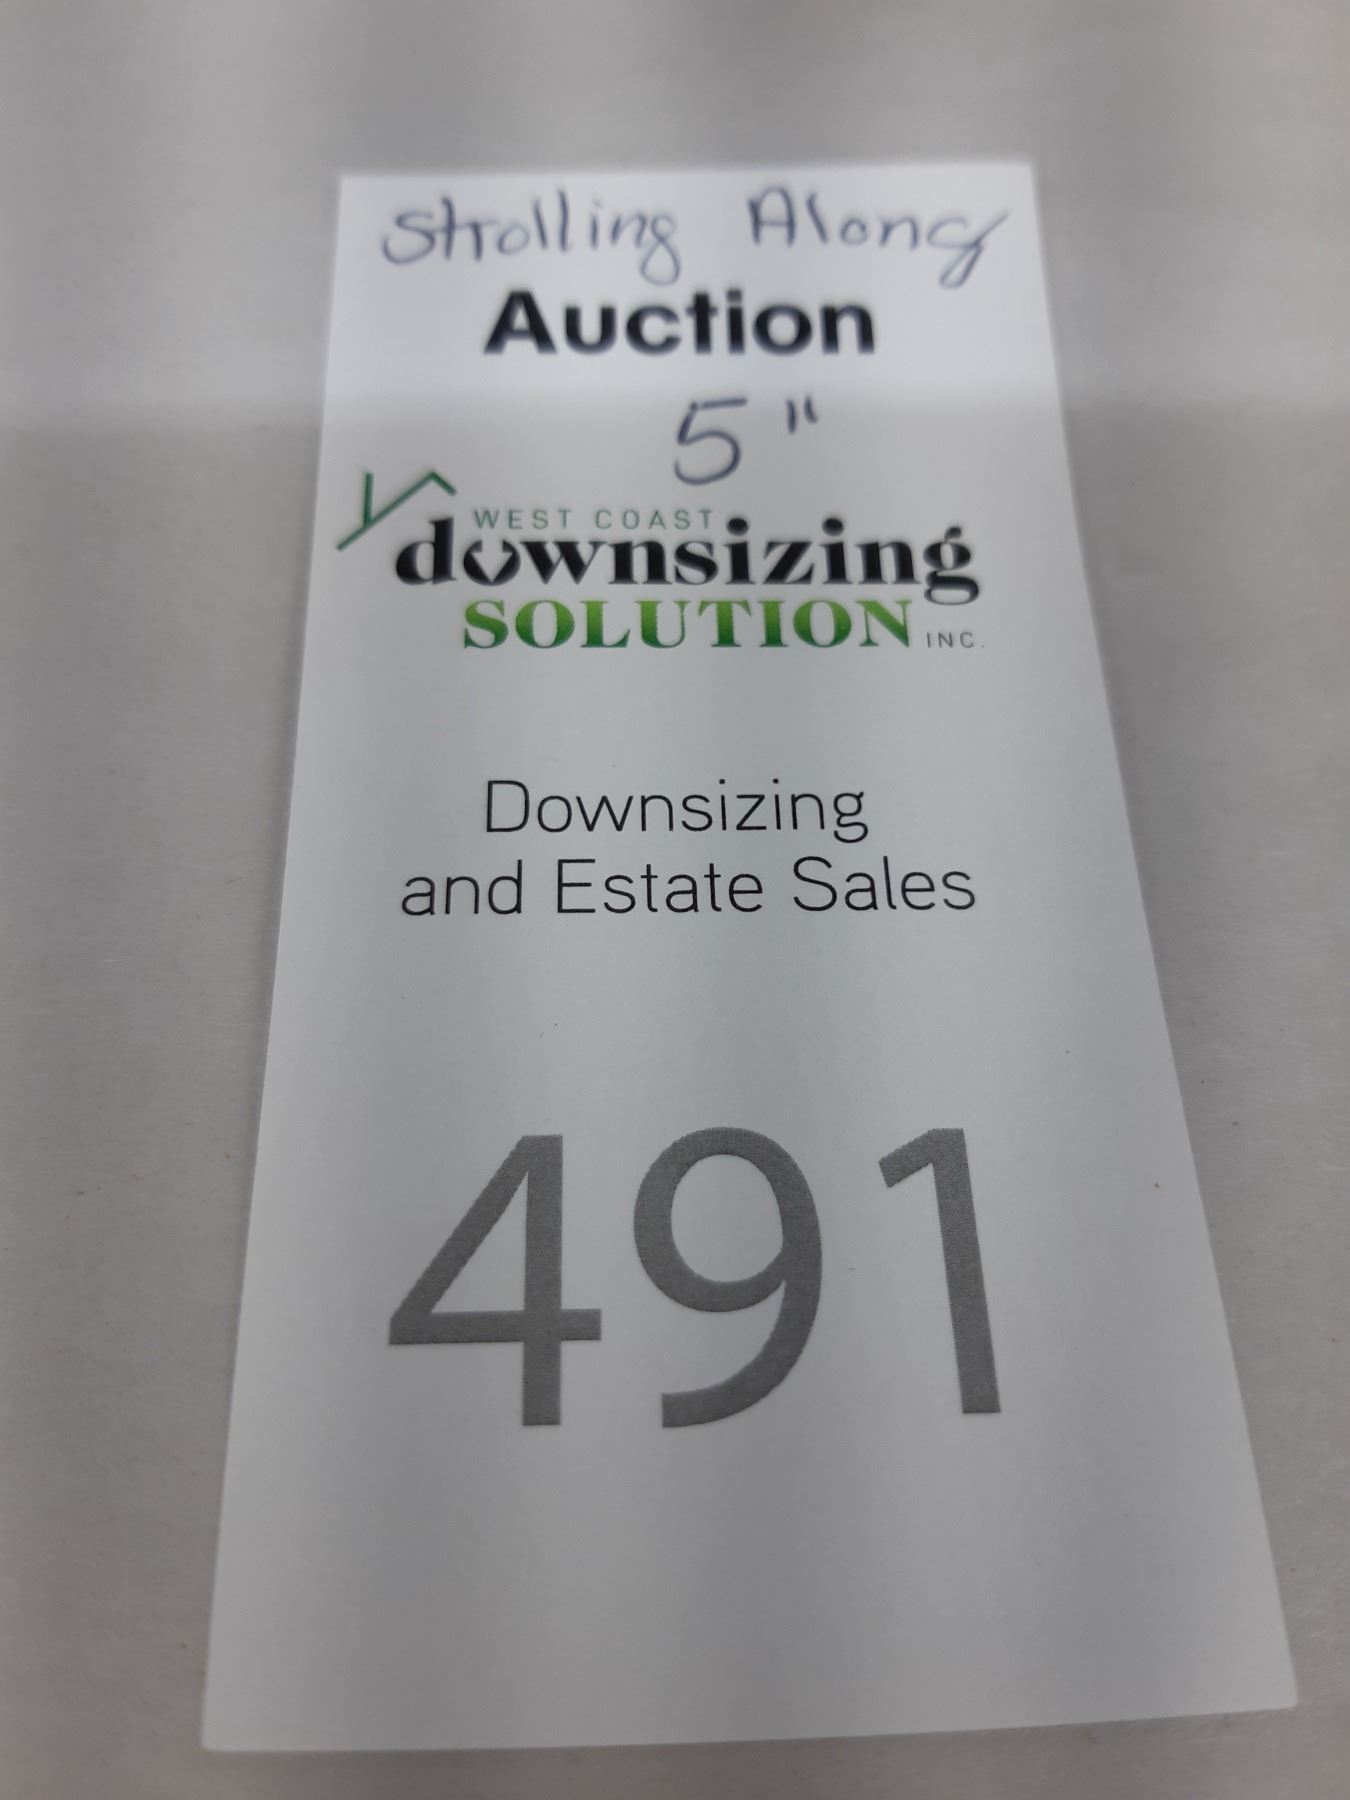 Strolling Along
Auction
5"
WEST COAST
downsizing
SOLUTION INC.
Downsizing
and Estate Sales
491